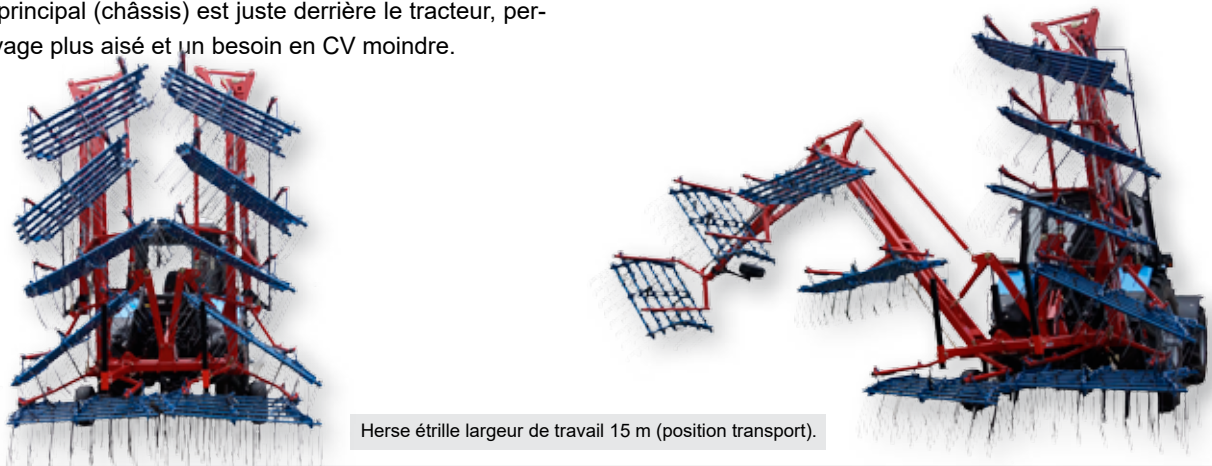 principal (châssis) est juste derrière le tracteur, per-
yage plus aisé et un besoin en CV moindre.
Herse étrille largeur de travail 15 m (position transport).